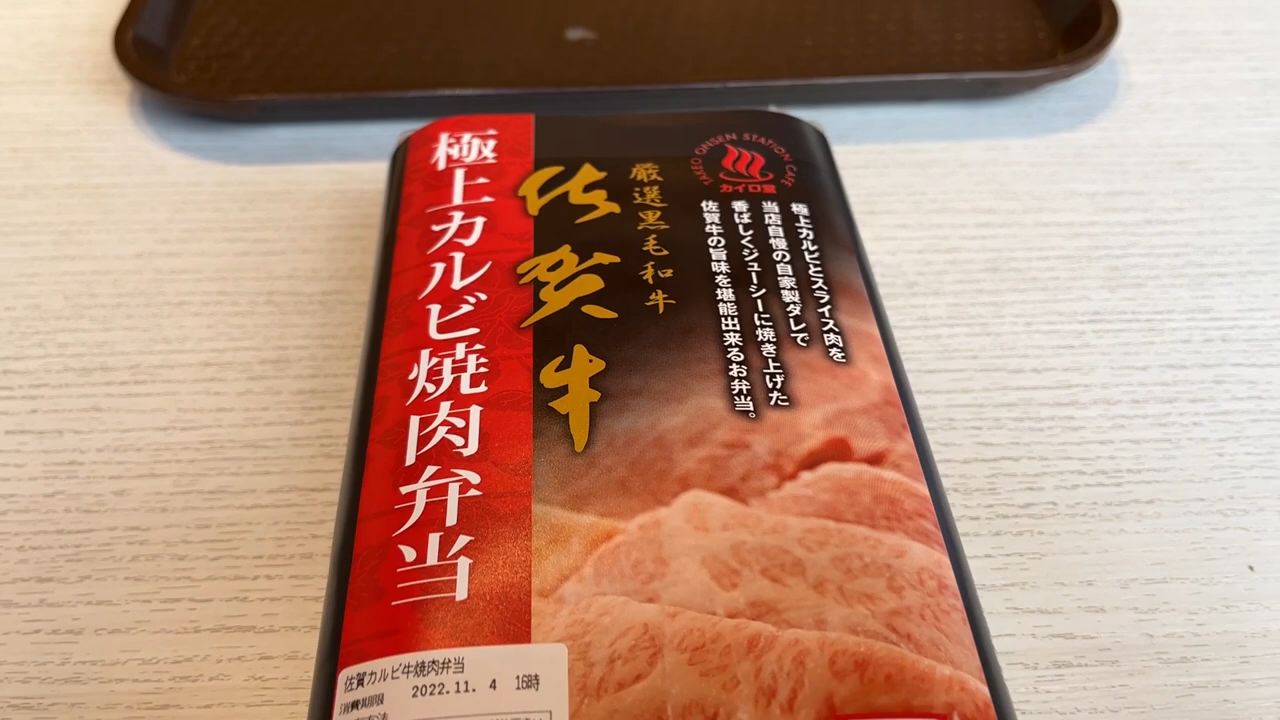 TAKEO ONSEN STATION CAFE
カイロ堂
極上カルビとスライス肉を
当店自慢の自家製ダレで
香ばしくジューシーに焼き上げた
佐賀牛の旨味を堪能出来るお弁当。
厳選黒毛和牛
佐賀牛
極上カルビ焼肉弁当
佐賀カルビ牛焼肉弁当
消費期限 2022.11. 4 16時